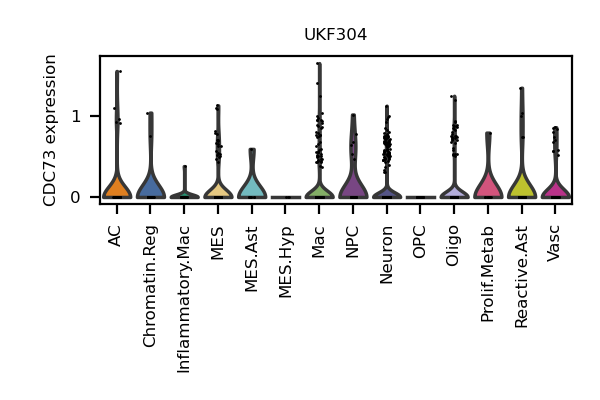 UKF304
CDC73 expression
1
0
AC
Chromatin.Reg
Inflammatory.Mac
MES
MES.Ast
MES.Hyp
Mac
NPC
Neuron
OPC
Oligo
Prolif.Metab
Reactive.Ast
Vasc